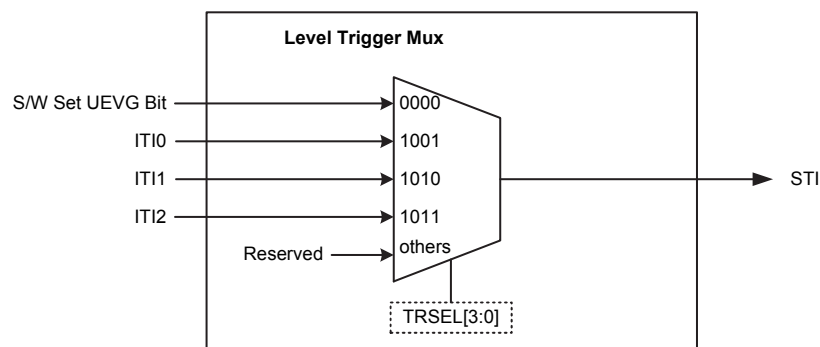 Level Trigger Mux
S/W Set UEVG Bit
0000
ITI0
1001
ITI1
1010
STI
ITI2
1011
Reserved
others
TRSEL[3:0]